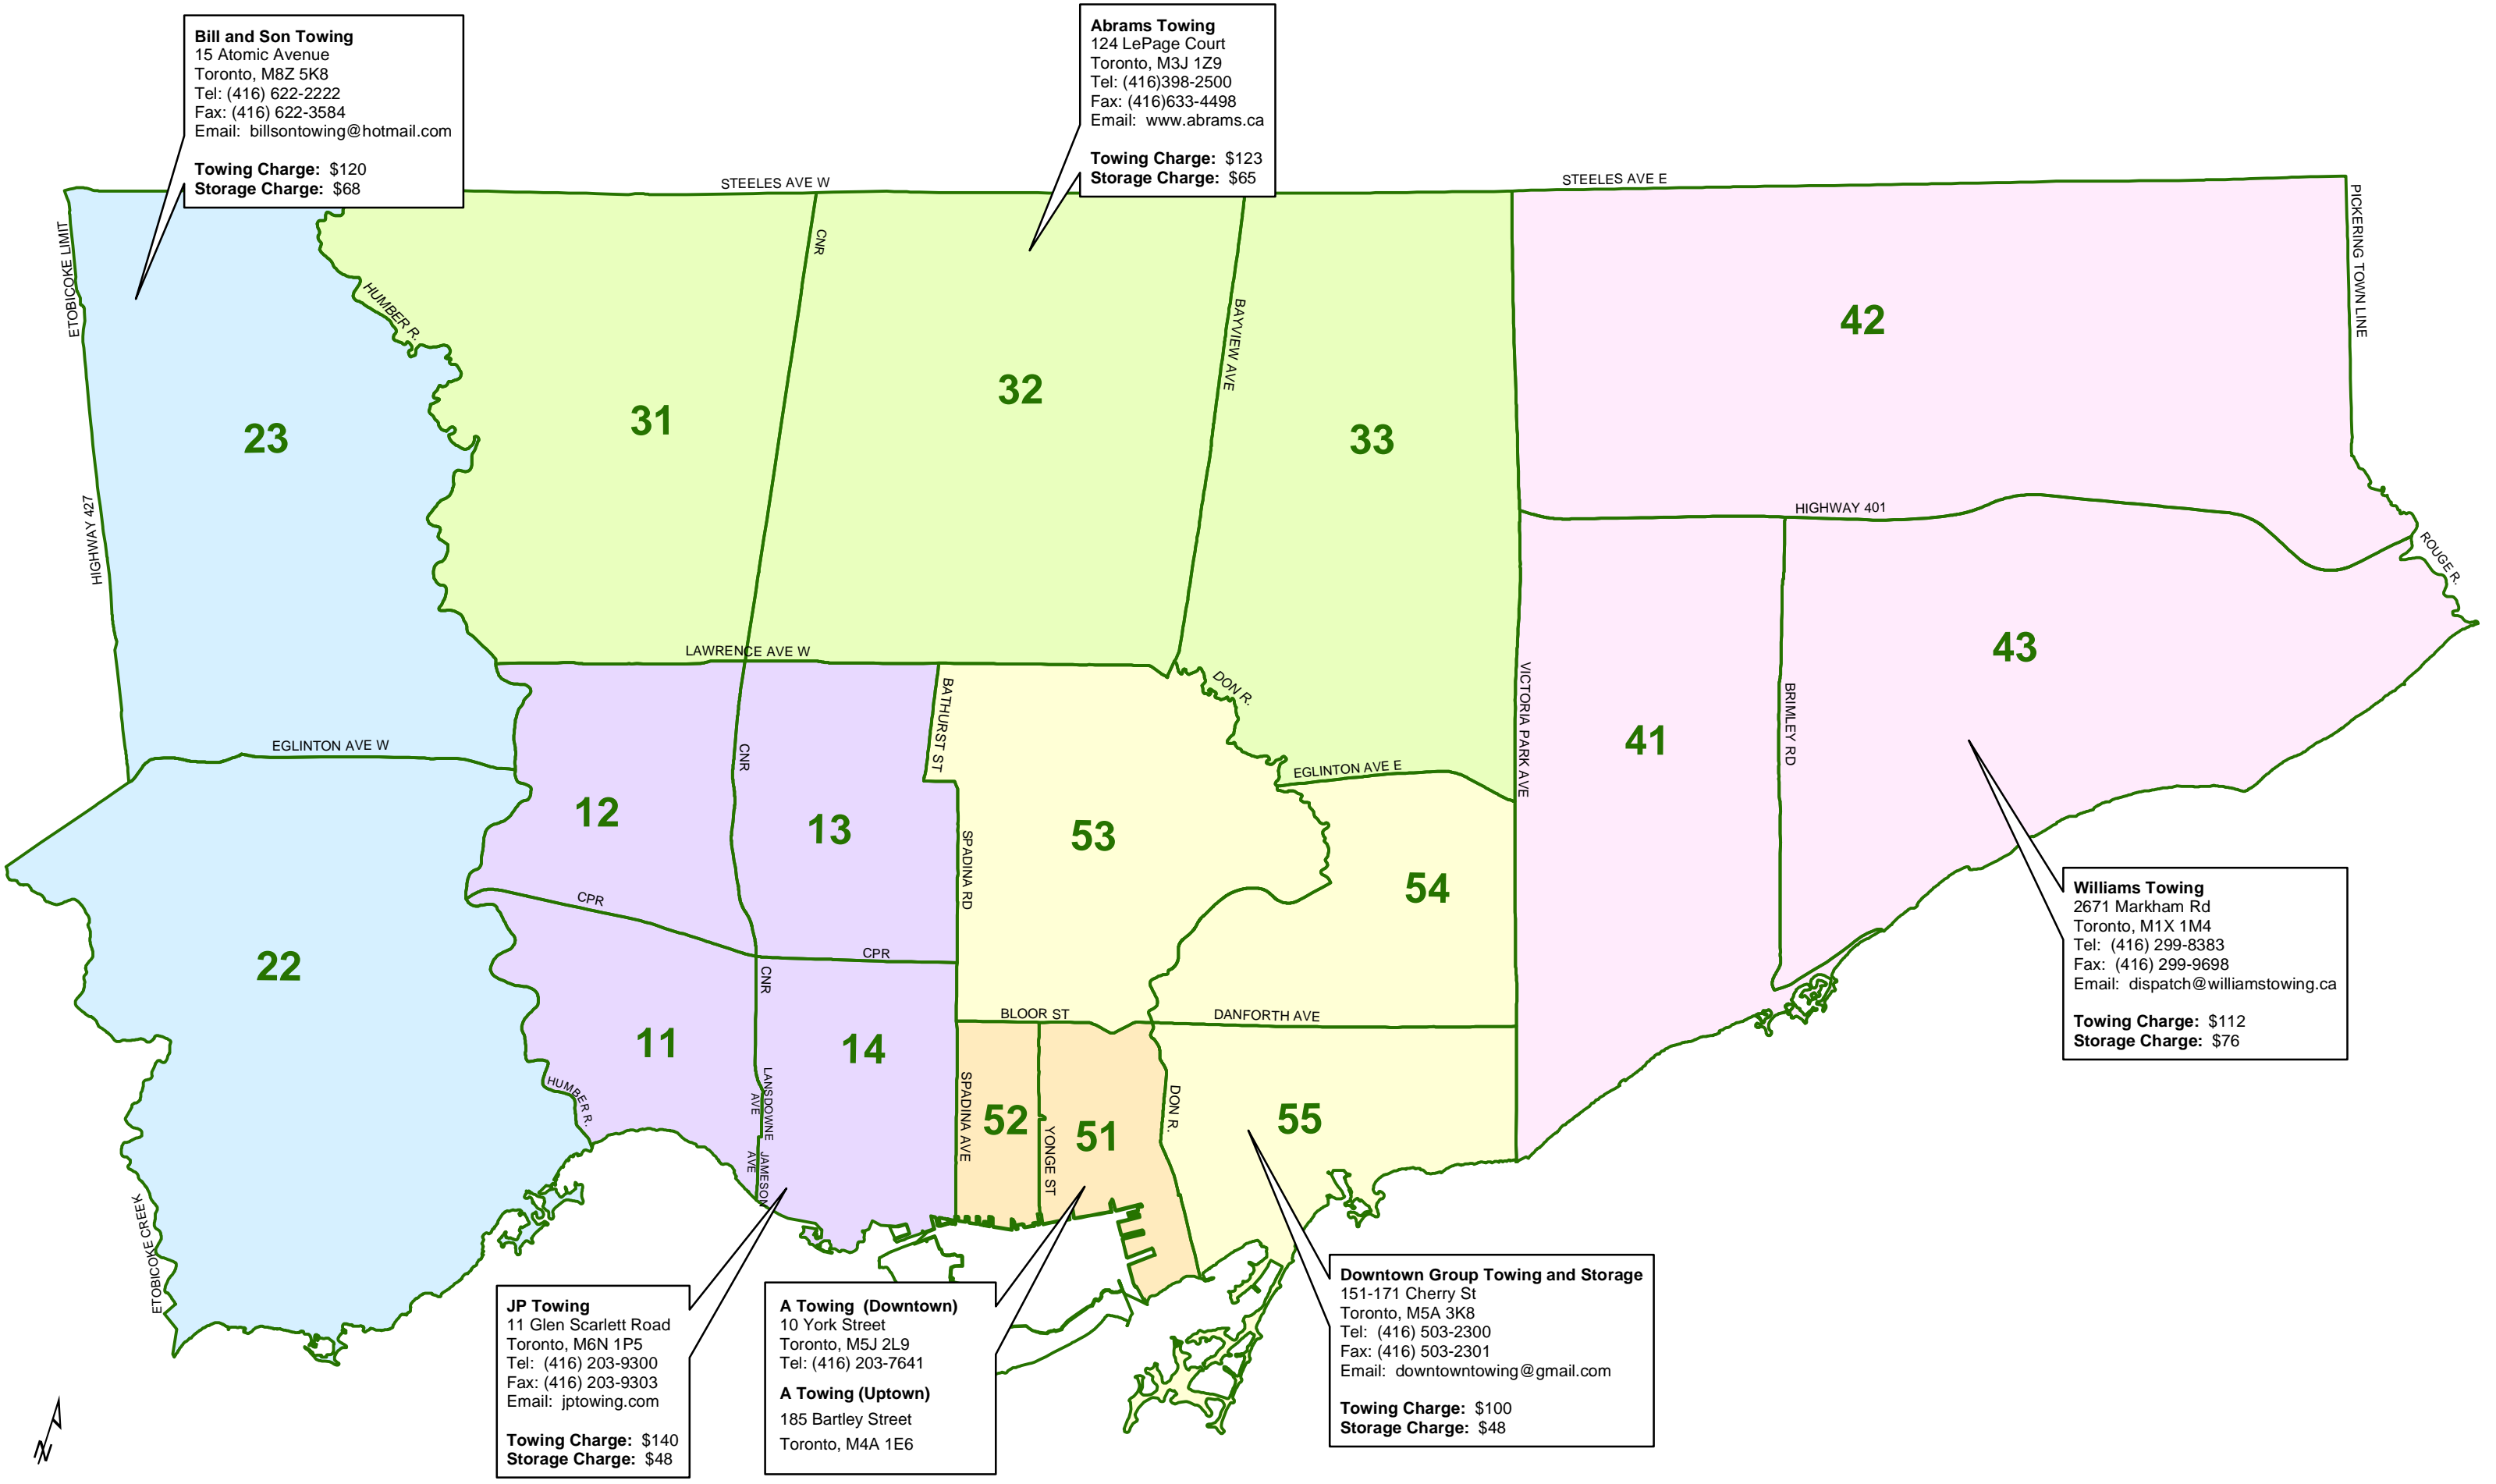 Bill and Son Towing
15 Atomic Avenue
Toronto, M8Z 5K8
Tel: (416) 622-2222
Fax: (416) 622-3584
Email: billsontowing@hotmail.com
Towing Charge: $120
Storage Charge: $68
Abrams Towing
124 LePage Court
Toronto, M3J 1Z9
Tel: (416)398-2500
Fax: (416)633-4498
Email: www.abrams.ca
Towing Charge: $123
Storage Charge: $65
STEELES AVE W
STEELES AVE E
ETOBICOKE LIMIT
HUMBER R.
CNR
BAYVIEW AVE
PICKERING TOWN LINE
23
31
32
33
42
HIGHWAY 427
HIGHWAY 401
ROUGE R.
LAWRENCE AVE W
DON R.
BATHURST ST
VICTORIA PARK AVE
BRIMLEY RD
43
41
EGLINTON AVE W
CNR
EGLINTON AVE E
12
13
53
54
SPADINA RD
CPR
CPR
22
CNR
11
14
BLOOR ST
DANFORTH AVE
HUMBER R.
LANSDOWNE
AVE
SPADINA AVE
52
YONGE ST
51
DON R.
55
JAMESON
AVE
ETOBICOKE CREEK
Williams Towing
2671 Markham Rd
Toronto, M1X 1M4
Tel: (416) 299-8383
Fax: (416) 299-9698
Email: dispatch@williamstowing.ca
Towing Charge: $112
Storage Charge: $76
JP Towing
11 Glen Scarlett Road
Toronto, M6N 1P5
Tel: (416) 203-9300
Fax: (416) 203-9303
Email: jptowing.com
Towing Charge: $140
Storage Charge: $48
A Towing (Downtown)
10 York Street
Toronto, M5J 2L9
Tel: (416) 203-7641
A Towing (Uptown)
185 Bartley Street
Toronto, M4A 1E6
Downtown Group Towing and Storage
151-171 Cherry St
Toronto, M5A 3K8
Tel: (416) 503-2300
Fax: (416) 503-2301
Email: downtowntowing@gmail.com
Towing Charge: $100
Storage Charge: $48
N